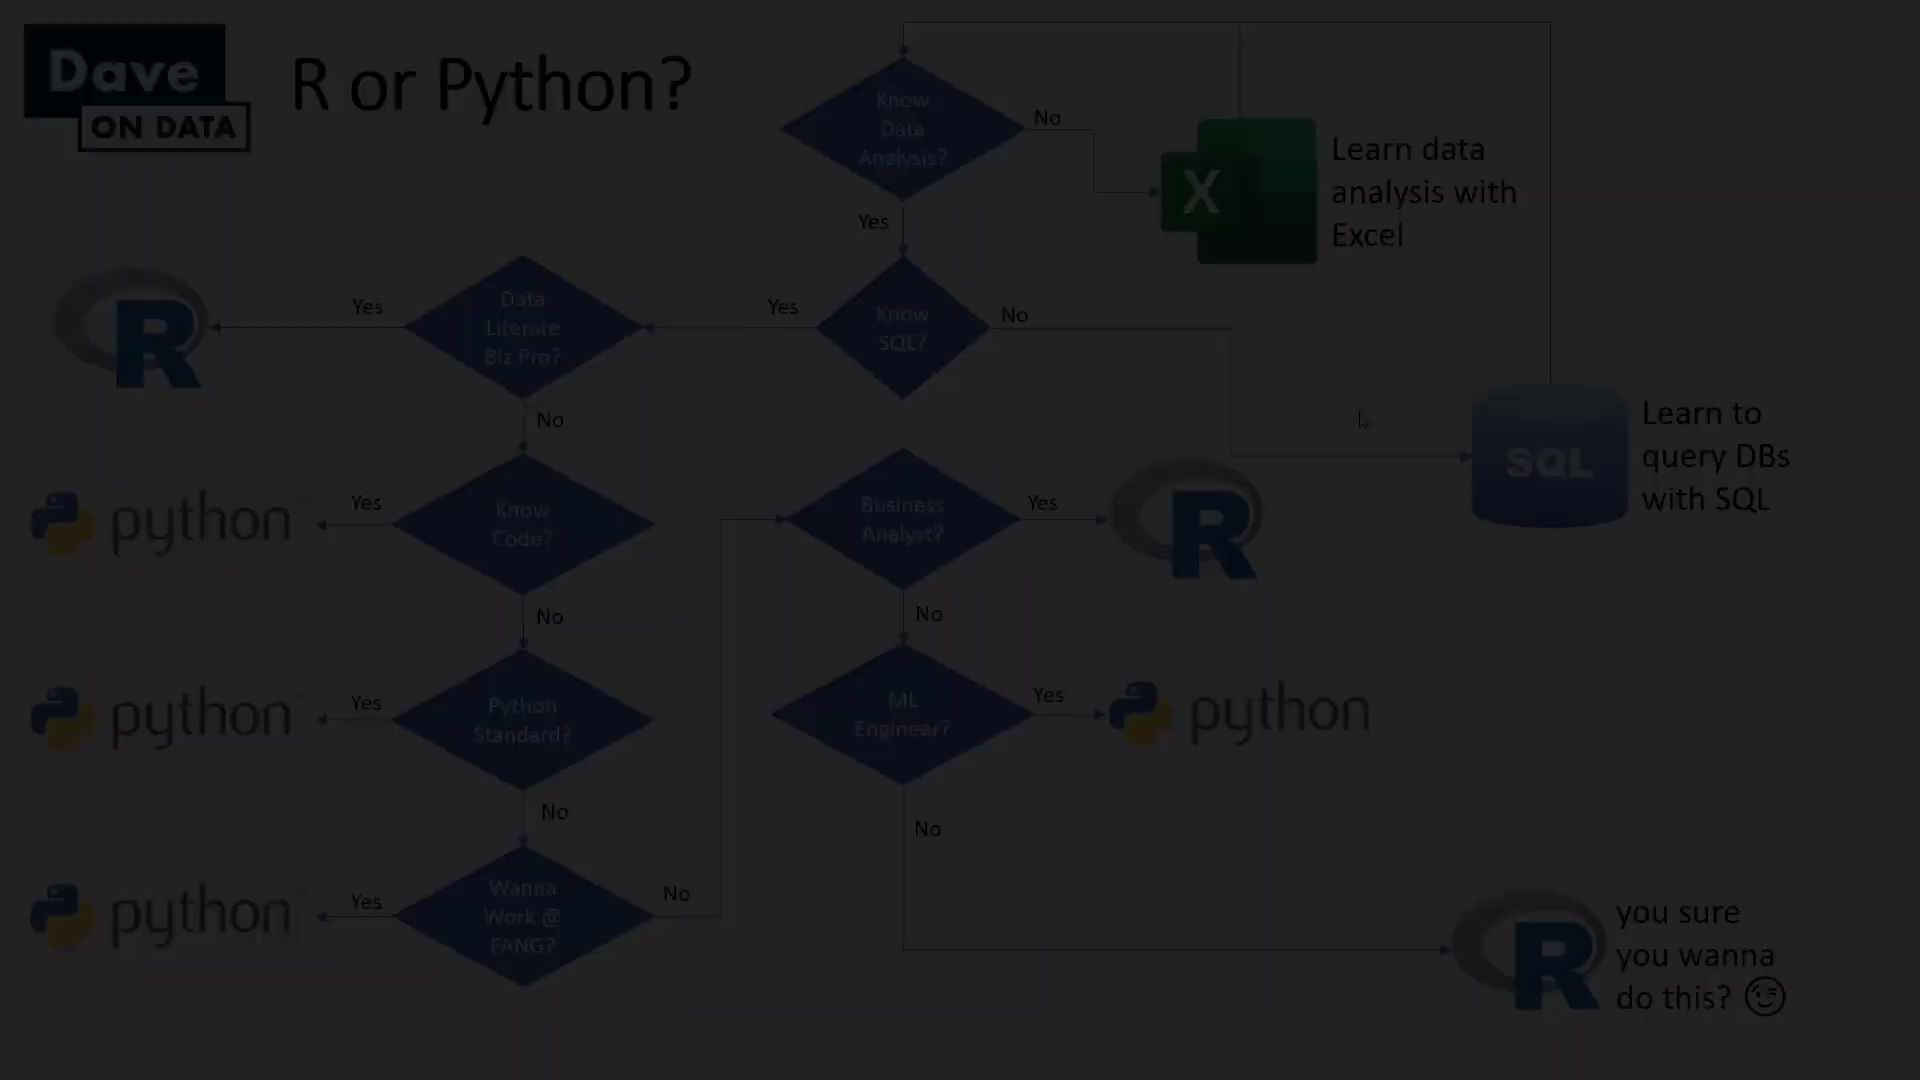 Dave
ON DATA
R or Python?
Know
Data
Analysis?
No
X
Learn data
analysis with
Excel
Yes
R
Yes
Data
Literate
Biz Pro?
Yes
Know
SQL?
No
No
SQL
Learn to
query DBs
with SQL
python
Yes
Know
Code?
Business
Analyst?
Yes
R
No
No
python
Yes
Python
Standard?
ML
Engineer?
Yes
python
No
No
python
Yes
Wanna
Work @
FANG?
No
R
you sure
you wanna
do this? 😉